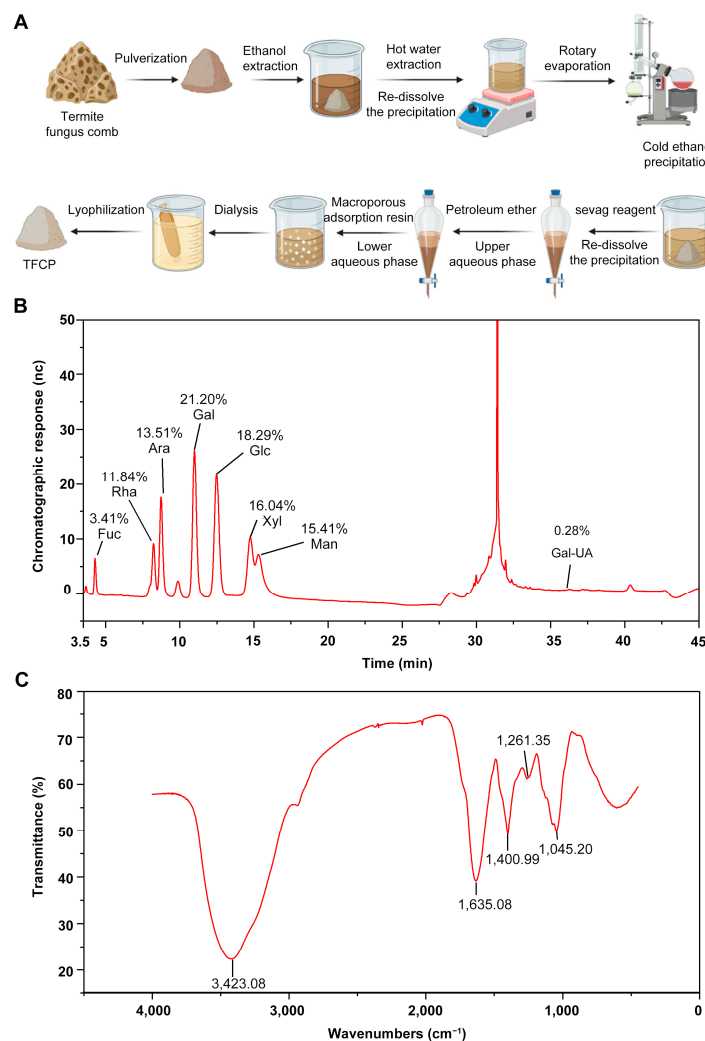 A
Pulverization
Ethanol
extraction
Hot water
extraction
Re-dissolve
the precipitation
Rotary
evaporation
Termite
fungus comb
Cold ethan
precipitatio
Lyophilization
Dialysis
Macroporous
adsorption resin
Lower
aqueous phase
Petroleum ether
Upper
aqueous phase
sevag reagent
Re-dissolve
the precipitation
TFCP
B
Chromatographic response (nc)
50
40
30
20
10
0
3.41%
Fuc
11.84%
Rha
13.51%
Ara
21.20%
Gal
18.29%
Glc
16.04%
Xyl
15.41%
Man
0.28%
Gal-UA
3.5 5 10 15 20 25 30 35 40 45
Time (min)
C
Transmittance (%)
80
70
60
50
40
30
20
3,423.08
1,635.08
1,400.99
1,261.35
1,045.20
4,000 3,000 2,000 1,000 0
Wavenumbers (cm⁻¹)